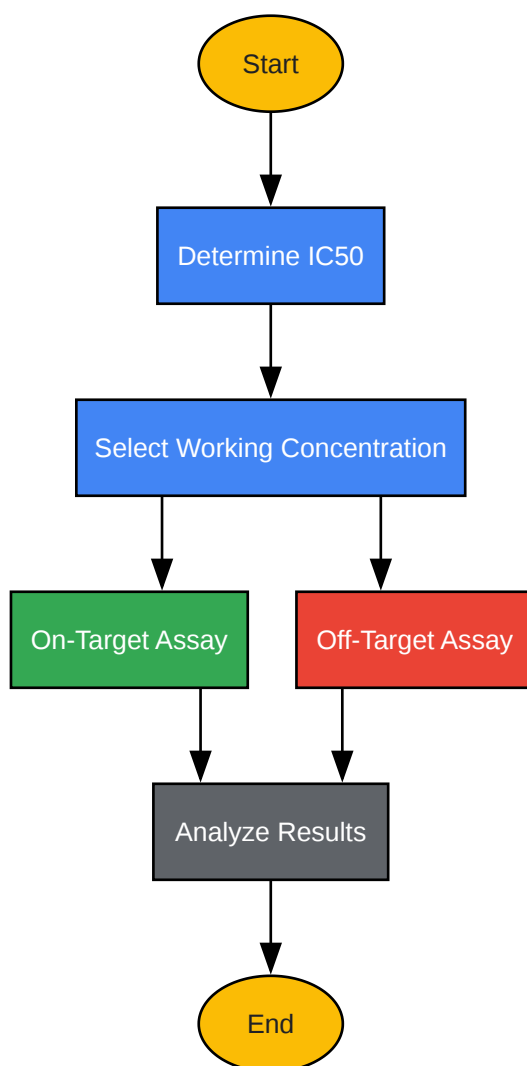 Start
Determine IC50
Select Working Concentration
On-Target Assay
Off-Target Assay
Analyze Results
End